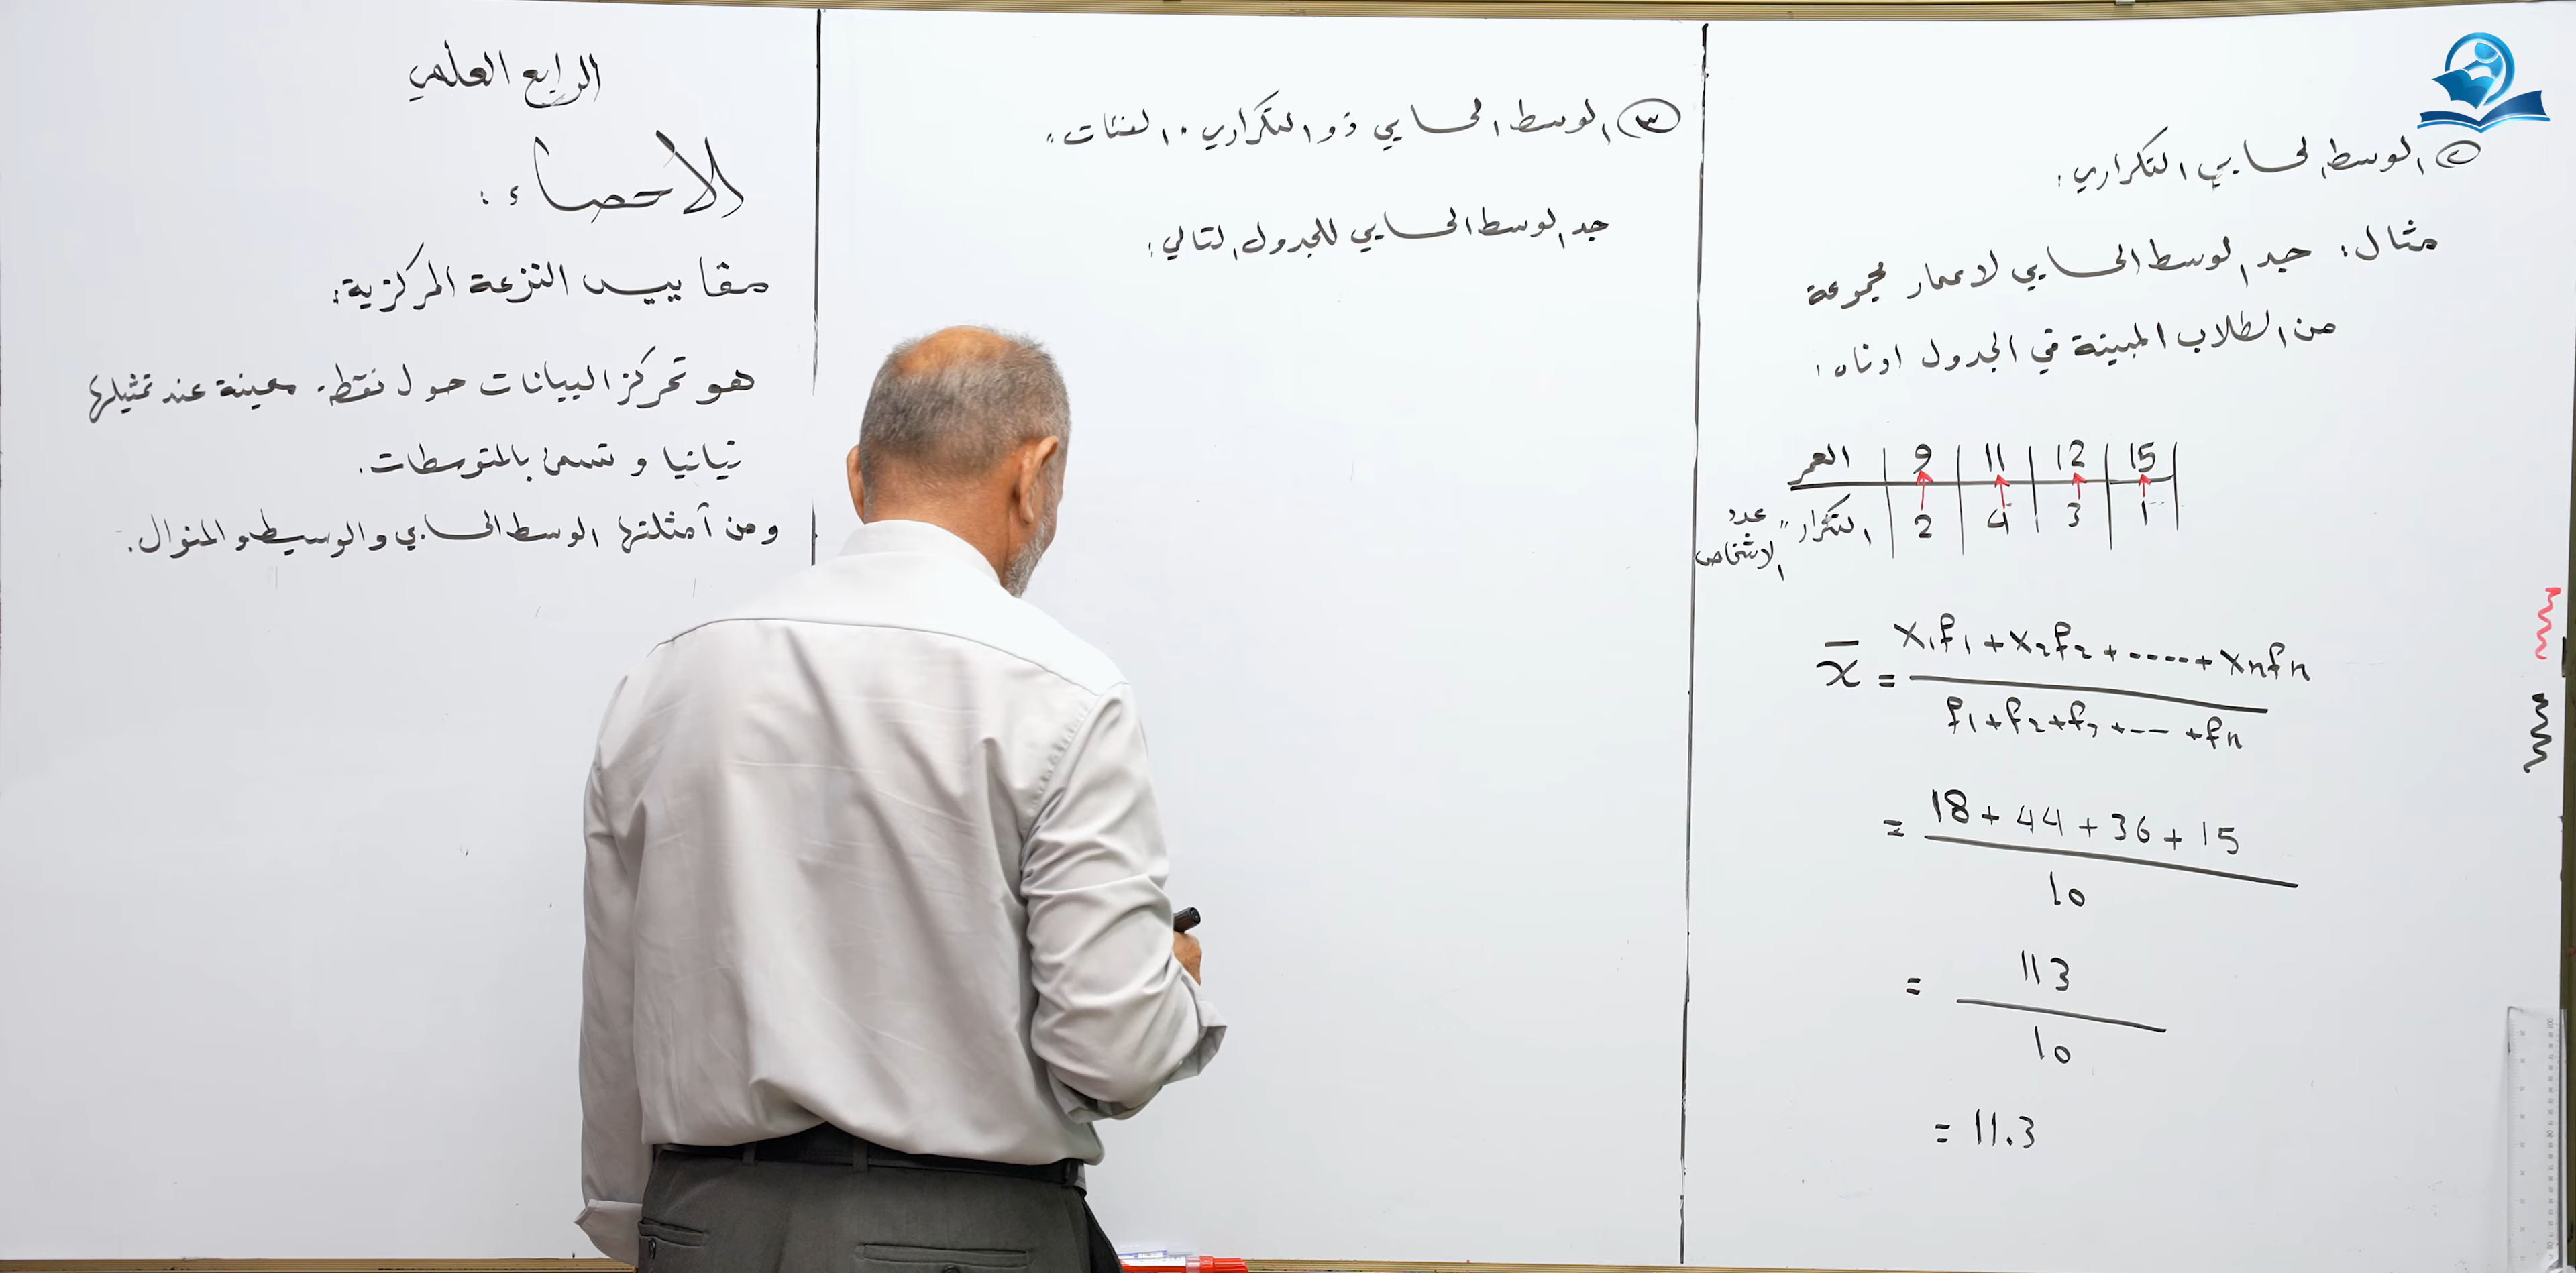 الرابع العلمي
الاحصاء :
مقاييس النزعة المركزية :
هو تمركز البيانات حول نقطة معينة عند تمثيلها
بيانيا و تسمى بالمتوسطات .
ومن أمثلتها الوسط الحسابي والوسيط والمنوال .
③ الوسط الحسابي ذو التكراري " الفئات "
جد الوسط الحسابي للجدول التالي :
② الوسط الحسابي التكراري :
مثال : جد الوسط الحسابي لاعمار مجموعة
من الطلاب المبينة في الجدول ادناه :
العمر 9 11 12 15
التكرار " عدد الاشخاص 2 4 3 1
x̄ = x₁f₁ + x₂f₂ + ..... + xₙfₙ
f₁ + f₂ + f₃ + --- + fₙ
= 18 + 44 + 36 + 15
10
= 113
10
= 11.3